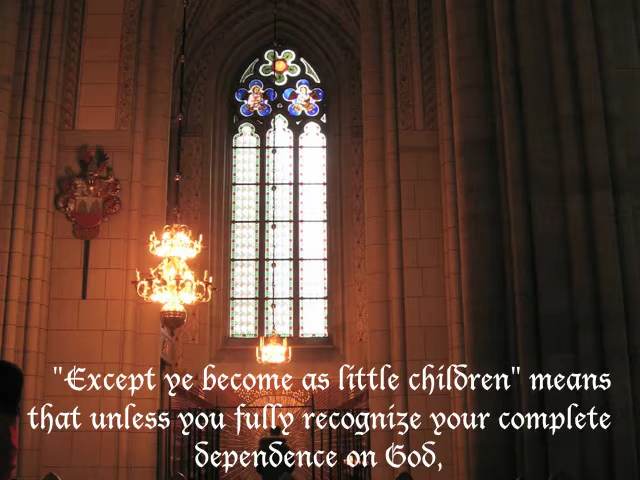 "Except ye become as little children" means
that unless you fully recognize your complete
dependence on God,